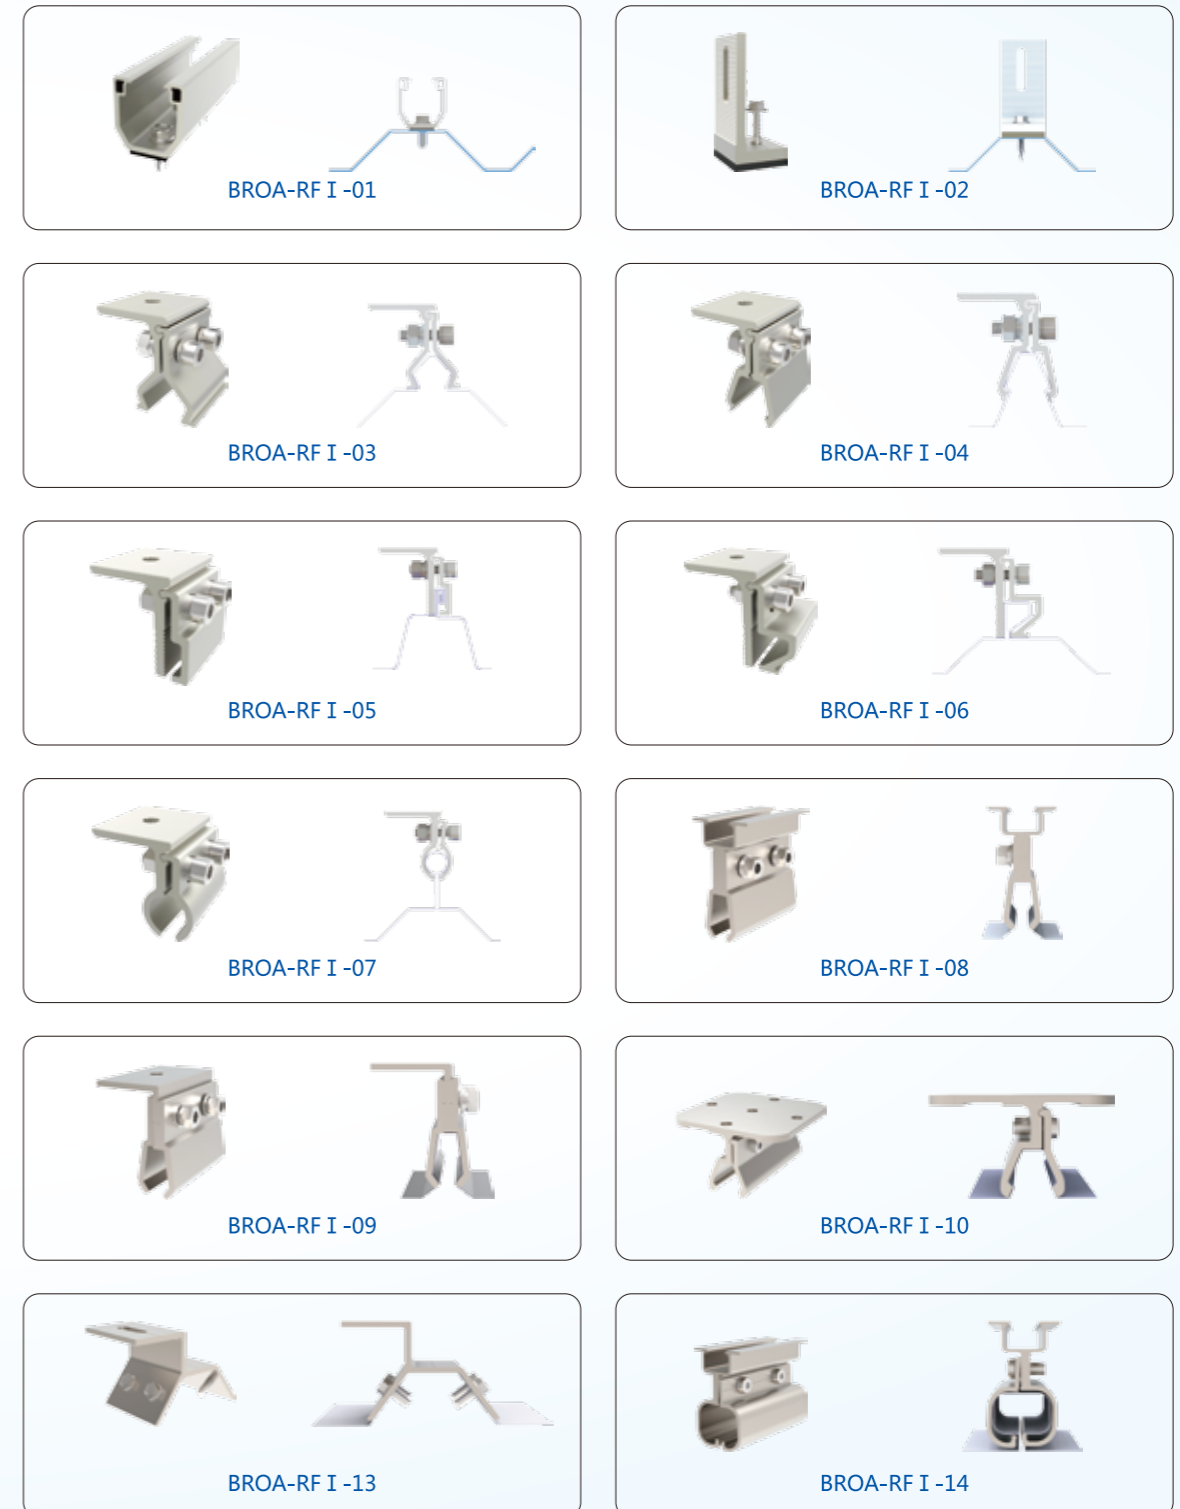 BROA-RF I -01
BROA-RF I -02
BROA-RF I -03
BROA-RF I -04
BROA-RF I -05
BROA-RF I -06
BROA-RF I -07
BROA-RF I -08
BROA-RF I -09
BROA-RF I -10
BROA-RF I -13
BROA-RF I -14